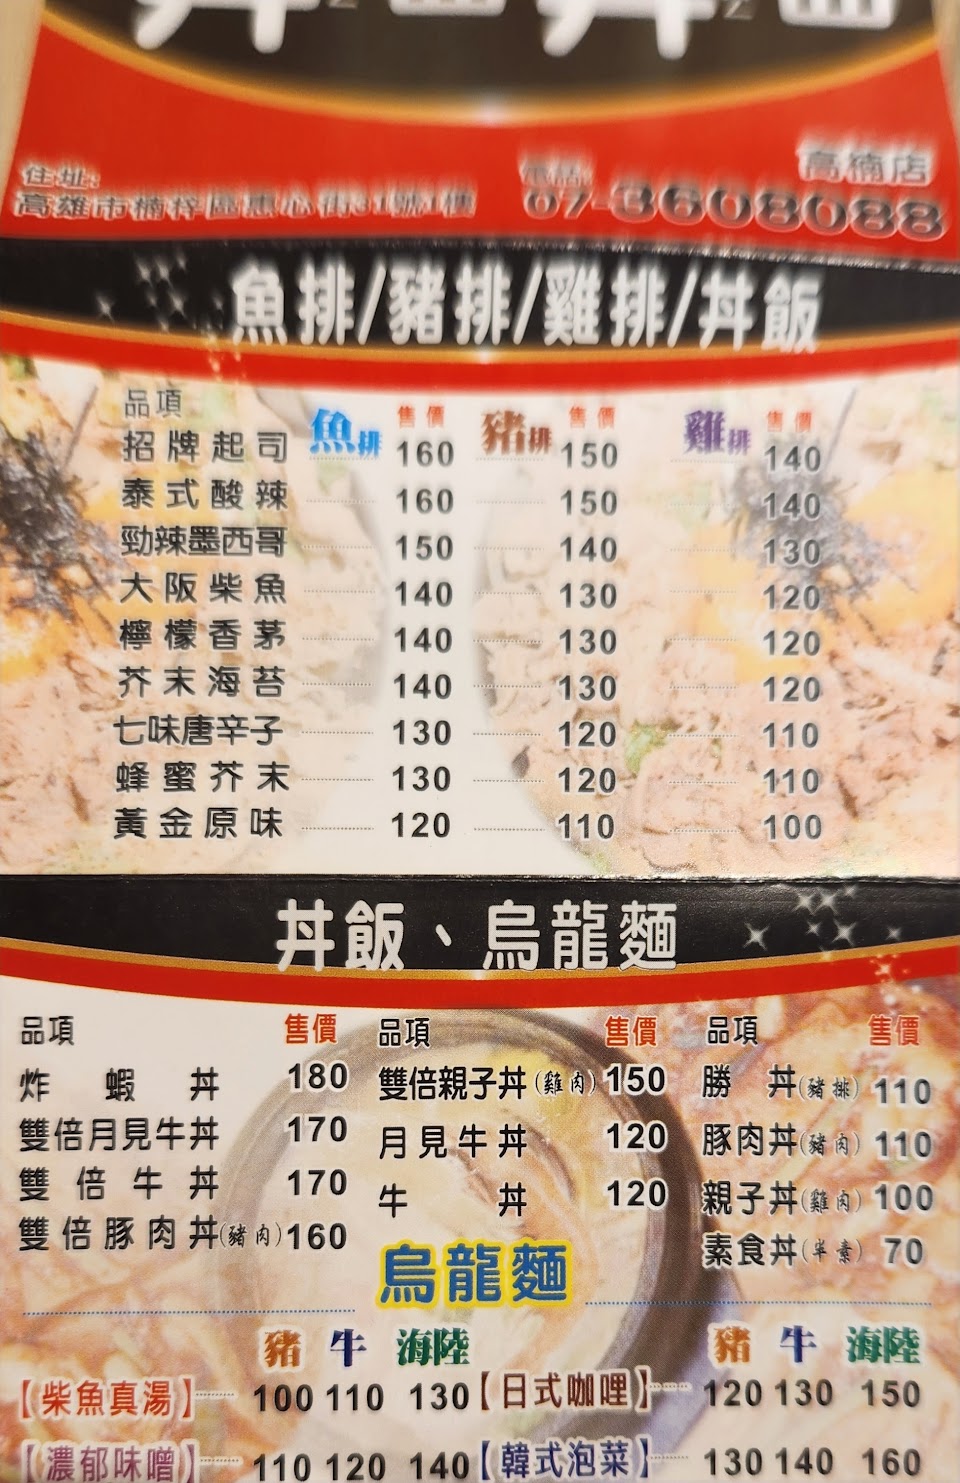 高楠店
住址:
電話:
高雄市楠梓區惠心街31號1樓
07-3608088
魚排/豬排/雞排/丼飯
品項 魚排 售價 豬排 售價 雞排 售價
招牌起司 160 150 140
泰式酸辣 160 150 140
勁辣墨西哥 150 140 130
大阪柴魚 140 130 120
檸檬香茅 140 130 120
芥末海苔 140 130 120
七味唐辛子 130 120 110
蜂蜜芥末 130 120 110
黃金原味 120 110 100
丼飯、烏龍麵
品項 售價 品項 售價 品項 售價
炸蝦丼 180 雙倍親子丼(雞肉) 150 勝丼(豬排) 110
雙倍月見牛丼 170 月見牛丼 120 豚肉丼(豬肉) 110
雙倍牛丼 170 牛丼 120 親子丼(雞肉) 100
雙倍豚肉丼(豬肉) 160 素食丼(半素) 70
烏龍麵
豬 牛 海陸 豬 牛 海陸
【柴魚真湯】 100 110 130 【日式咖哩】 120 130 150
【濃郁味噌】 110 120 140 【韓式泡菜】 130 140 160